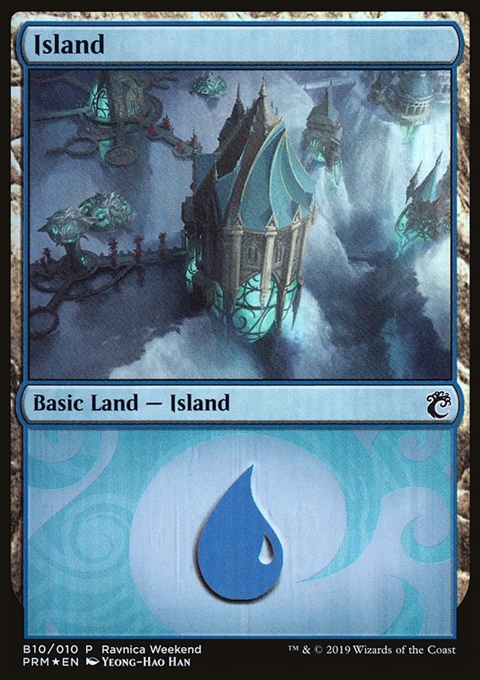 Island
Basic Land — Island
B10/010 P Ravnica Weekend
™ & © 2019 Wizards of the Coast
PRM★EN Yeong-Hao Han